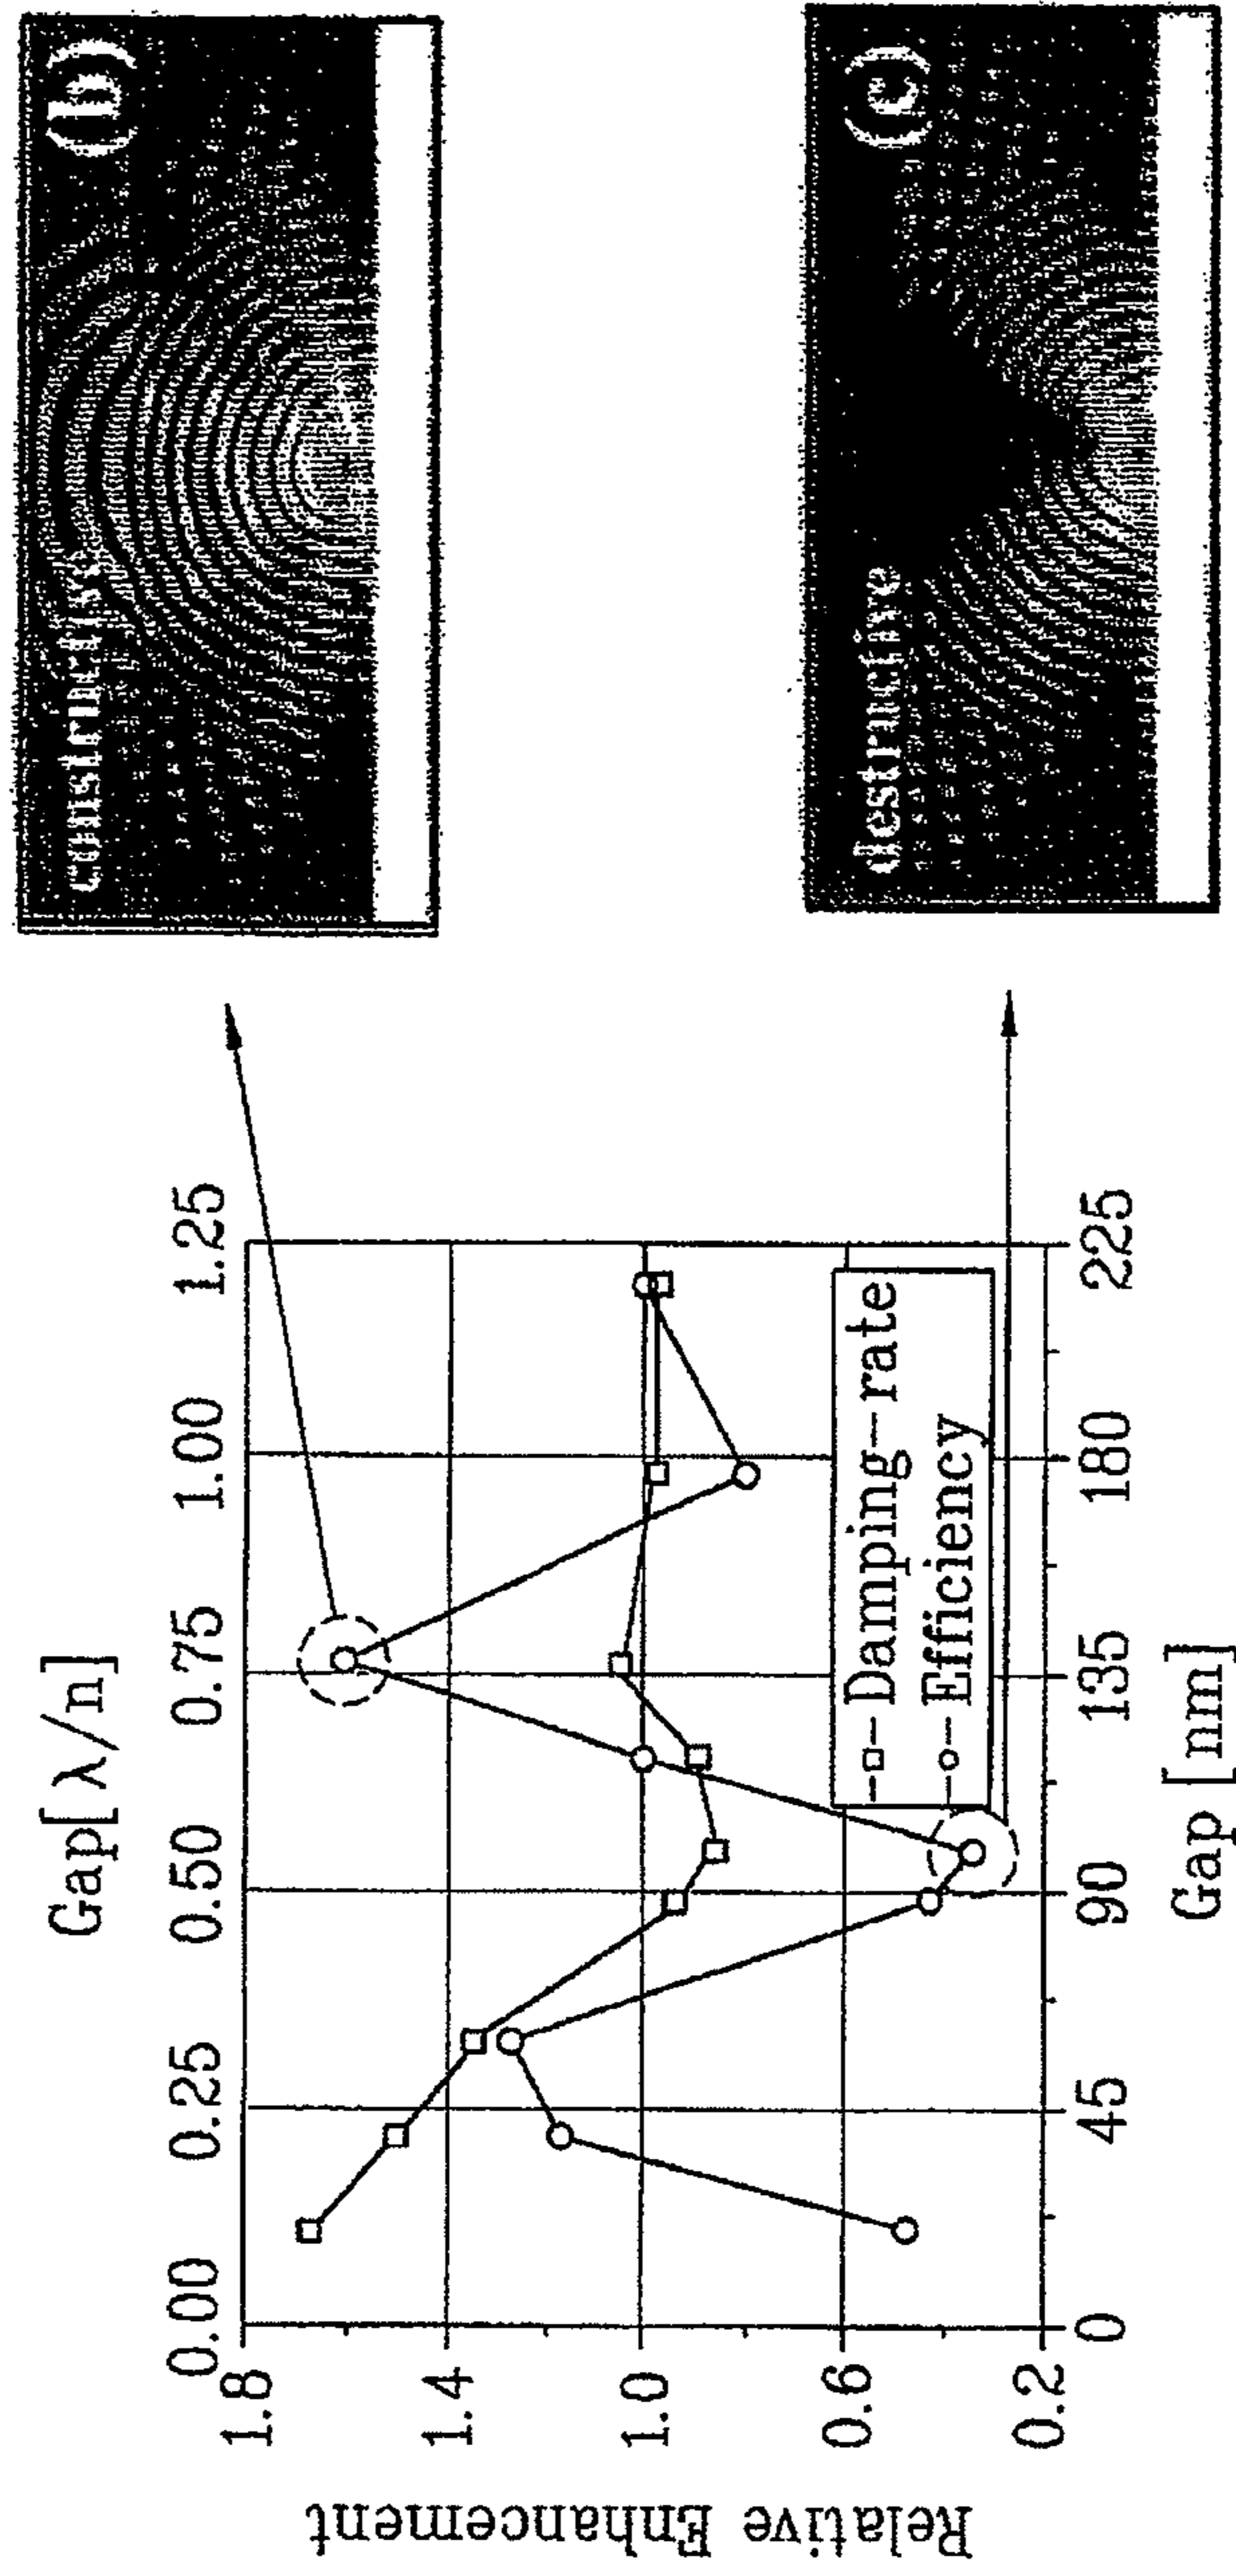 Gap[λ/n]
0.00 0.25 0.50 0.75 1.00 1.25
Relative Enhancement
1.8
1.4
1.0
0.6
0.2
Damping-rate
Efficiency
0 45 90 135 180 225
Gap [nm]
constructive
(b)
destructive
(c)